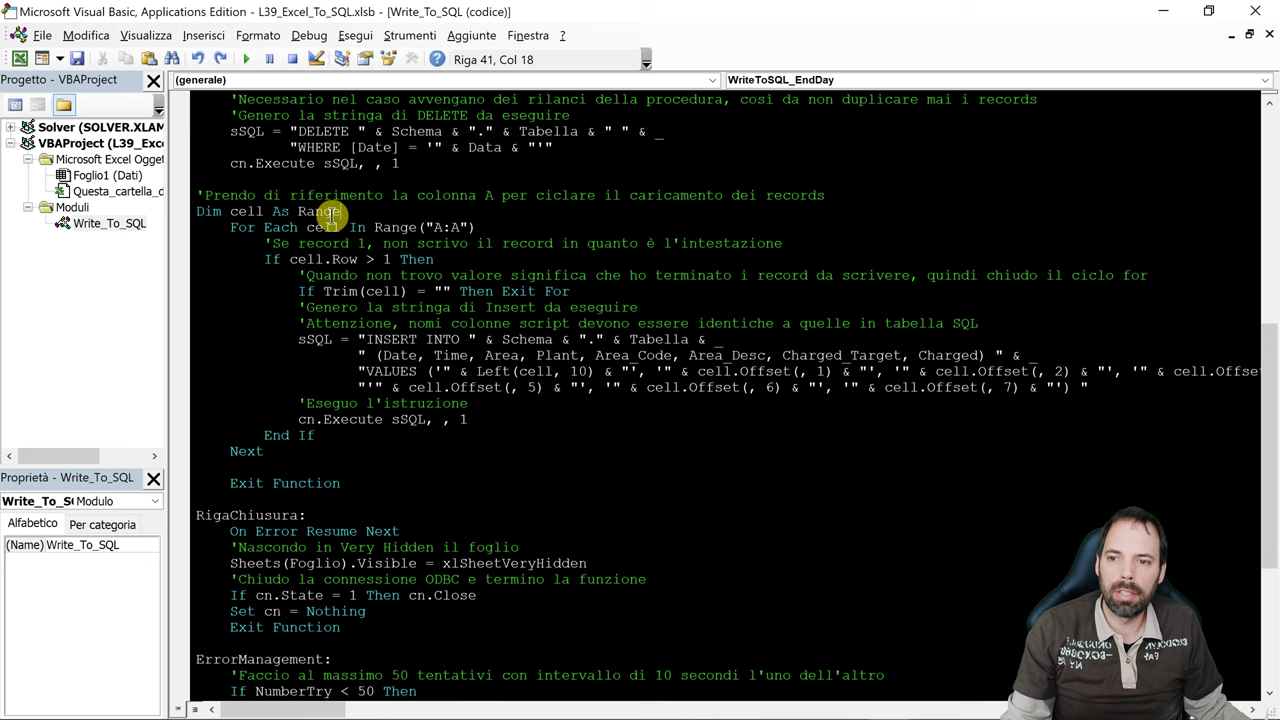 Microsoft Visual Basic, Applications Edition - L39_Excel_To_SQL.xlsb - [Write_To_SQL (codice)]
File Modifica Visualizza Inserisci Formato Debug Esegui Strumenti Aggiunte Finestra ?
Riga 41, Col 18
Progetto - VBAProject
(generale)
WriteToSQL_EndDay
Solver (SOLVER.XLAM
VBAProject (L39_Exce
Microsoft Excel Ogget
Foglio1 (Dati)
Questa_cartella_d
Moduli
Write_To_SQL
Proprietà - Write_To_SQL
Write_To_S Modulo
Alfabetico Per categoria
(Name) Write_To_SQL
'Necessario nel caso avvengano dei rilanci della procedura, così da non duplicare mai i records
'Genero la stringa di DELETE da eseguire
sSQL = "DELETE " & Schema & "." & Tabella & " " & _
"WHERE [Date] = '" & Data & "'"
cn.Execute sSQL, , 1
'Prendo di riferimento la colonna A per ciclare il caricamento dei records
Dim cell As Range
For Each cell In Range("A:A")
'Se record 1, non scrivo il record in quanto è l'intestazione
If cell.Row > 1 Then
'Quando non trovo valore significa che ho terminato i record da scrivere, quindi chiudo il ciclo for
If Trim(cell) = "" Then Exit For
'Genero la stringa di Insert da eseguire
'Attenzione, nomi colonne script devono essere identiche a quelle in tabella SQL
sSQL = "INSERT INTO " & Schema & "." & Tabella & _
" (Date, Time, Area, Plant, Area_Code, Area_Desc, Charged_Target, Charged) " & _
"VALUES ('" & Left(cell, 10) & "', '" & cell.Offset(, 1) & "', '" & cell.Offset(, 2) & "', '" & cell.Offse
"'" & cell.Offset(, 5) & "', '" & cell.Offset(, 6) & "', '" & cell.Offset(, 7) & "') "
'Eseguo l'istruzione
cn.Execute sSQL, , 1
End If
Next
Exit Function
RigaChiusura:
On Error Resume Next
'Nascondo in Very Hidden il foglio
Sheets(Foglio).Visible = xlSheetVeryHidden
'Chiudo la connessione ODBC e termino la funzione
If cn.State = 1 Then cn.Close
Set cn = Nothing
Exit Function
ErrorManagement:
'Faccio al massimo 50 tentativi con intervallo di 10 secondi l'uno dell'altro
If NumberTry < 50 Then